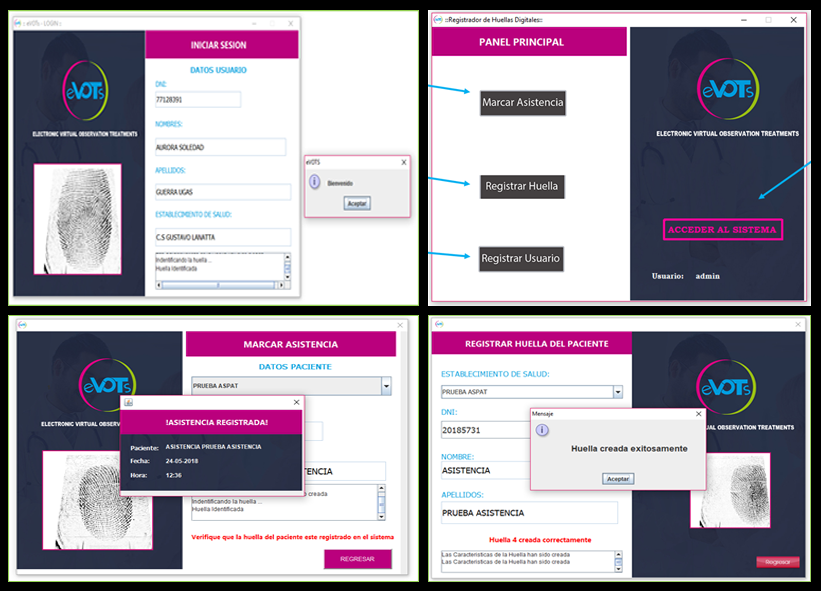 :: eVOTs - LOGIN ::
INICIAR SESION
DATOS USUARIO
DNI:
77128391
NOMBRES:
AURORA SOLEDAD
APELLIDOS:
GUERRA UGAS
ESTABLECIMIENTO DE SALUD:
C.S GUSTAVO LANATTA
Indentificando la huella ...
Huella Identificada
eVOTs
ELECTRONIC VIRTUAL OBSERVATION TREATMENTS
eVOTS
X
Bienvenido
Aceptar
::Registrador de Huellas Digitales::
PANEL PRINCIPAL
Marcar Asistencia
Registrar Huella
Registrar Usuario
eVOTs
ELECTRONIC VIRTUAL OBSERVATION TREATMENTS
ACCEDER AL SISTEMA
Usuario: admin
MARCAR ASISTENCIA
DATOS PACIENTE
PRUEBA ASPAT
eVOTs
ELECTRONIC VIRTUAL OBSERV
!ASISTENCIA REGISTRADA!
Paciente: ASISTENCIA PRUEBA ASISTENCIA
Fecha: 24-05-2018
Hora: 12:36
TENCIA
o creada
Indentificando la huella ...
Huella Identificada
Verifique que la huella del paciente este registrado en el sistema
REGRESAR
REGISTRAR HUELLA DEL PACIENTE
ESTABLECIMIENTO DE SALUD:
PRUEBA ASPAT
DNI:
20185731
NOMBRE:
ASISTENCIA
APELLIDOS:
PRUEBA ASISTENCIA
Huella 4 creada correctamente
Las Caracteristicas de la Huella han sido creada
Las Caracteristicas de la Huella han sido creada
Mensaje
Huella creada exitosamente
Aceptar
eVOTs
OBSERVATION TREATMENTS
Regresar